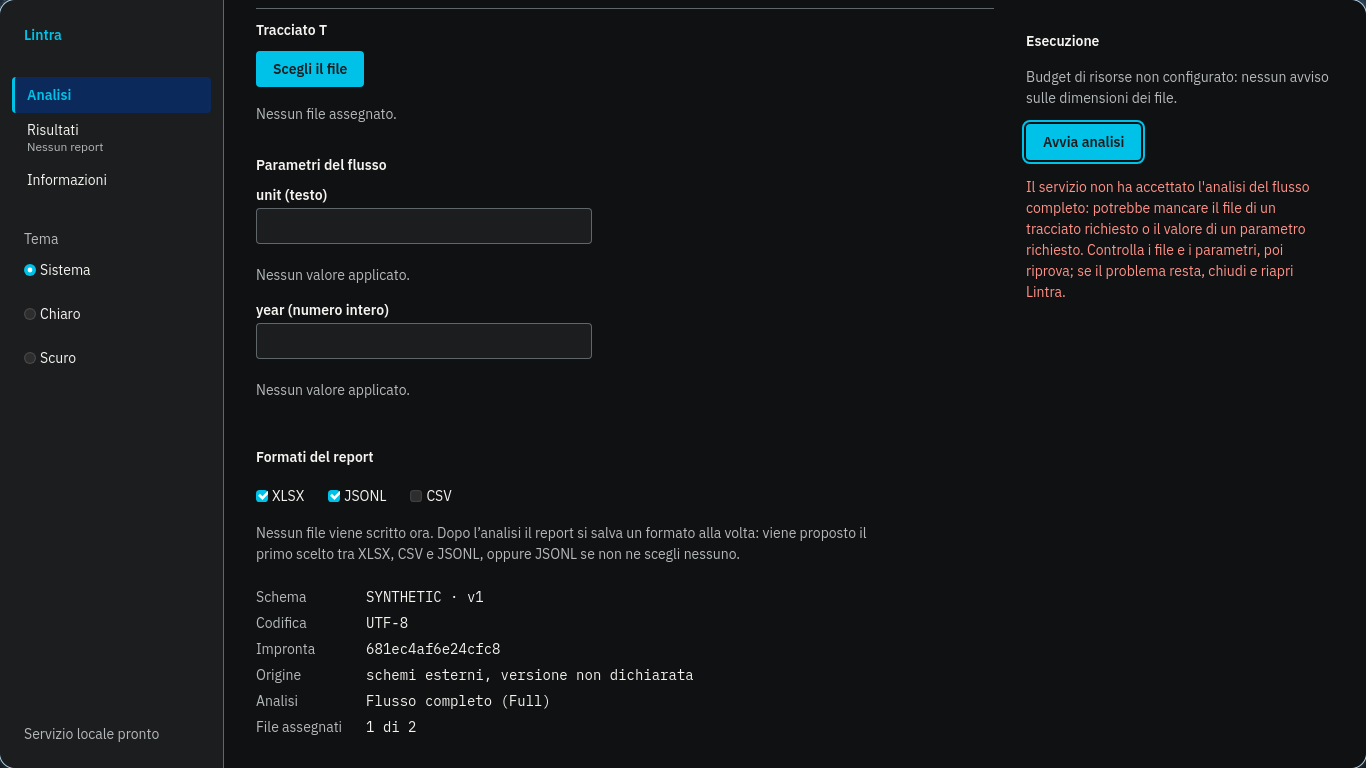 Lintra
Analisi
Risultati
Nessun report
Informazioni
Tema
Sistema
Chiaro
Scuro
Servizio locale pronto
Tracciato T
Scegli il file
Nessun file assegnato.
Parametri del flusso
unit (testo)
Nessun valore applicato.
year (numero intero)
Nessun valore applicato.
Formati del report
XLSX JSONL CSV
Nessun file viene scritto ora. Dopo l’analisi il report si salva un formato alla volta: viene proposto il
primo scelto tra XLSX, CSV e JSONL, oppure JSONL se non ne scegli nessuno.
Schema SYNTHETIC · v1
Codifica UTF-8
Impronta 681ec4af6e24cfc8
Origine schemi esterni, versione non dichiarata
Analisi Flusso completo (Full)
File assegnati 1 di 2
Esecuzione
Budget di risorse non configurato: nessun avviso
sulle dimensioni dei file.
Avvia analisi
Il servizio non ha accettato l'analisi del flusso
completo: potrebbe mancare il file di un
tracciato richiesto o il valore di un parametro
richiesto. Controlla i file e i parametri, poi
riprova; se il problema resta, chiudi e riapri
Lintra.